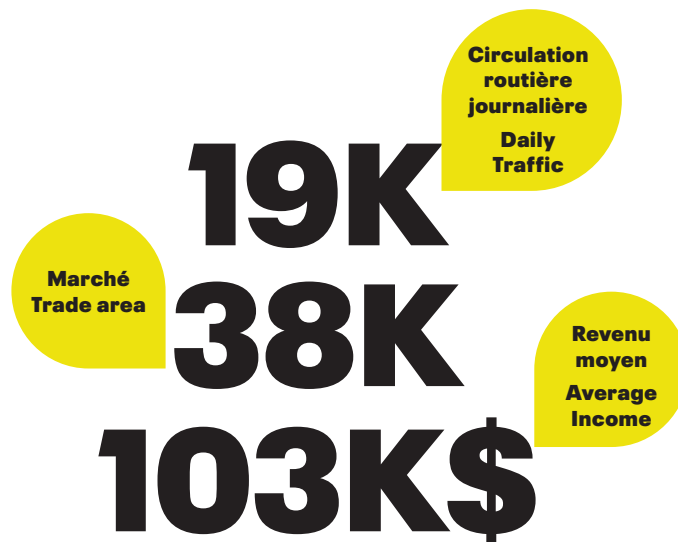 Circulation
routière
journalière
Daily
Traffic
19K
Marché
Trade area
38K
Revenu
moyen
Average
Income
103K$